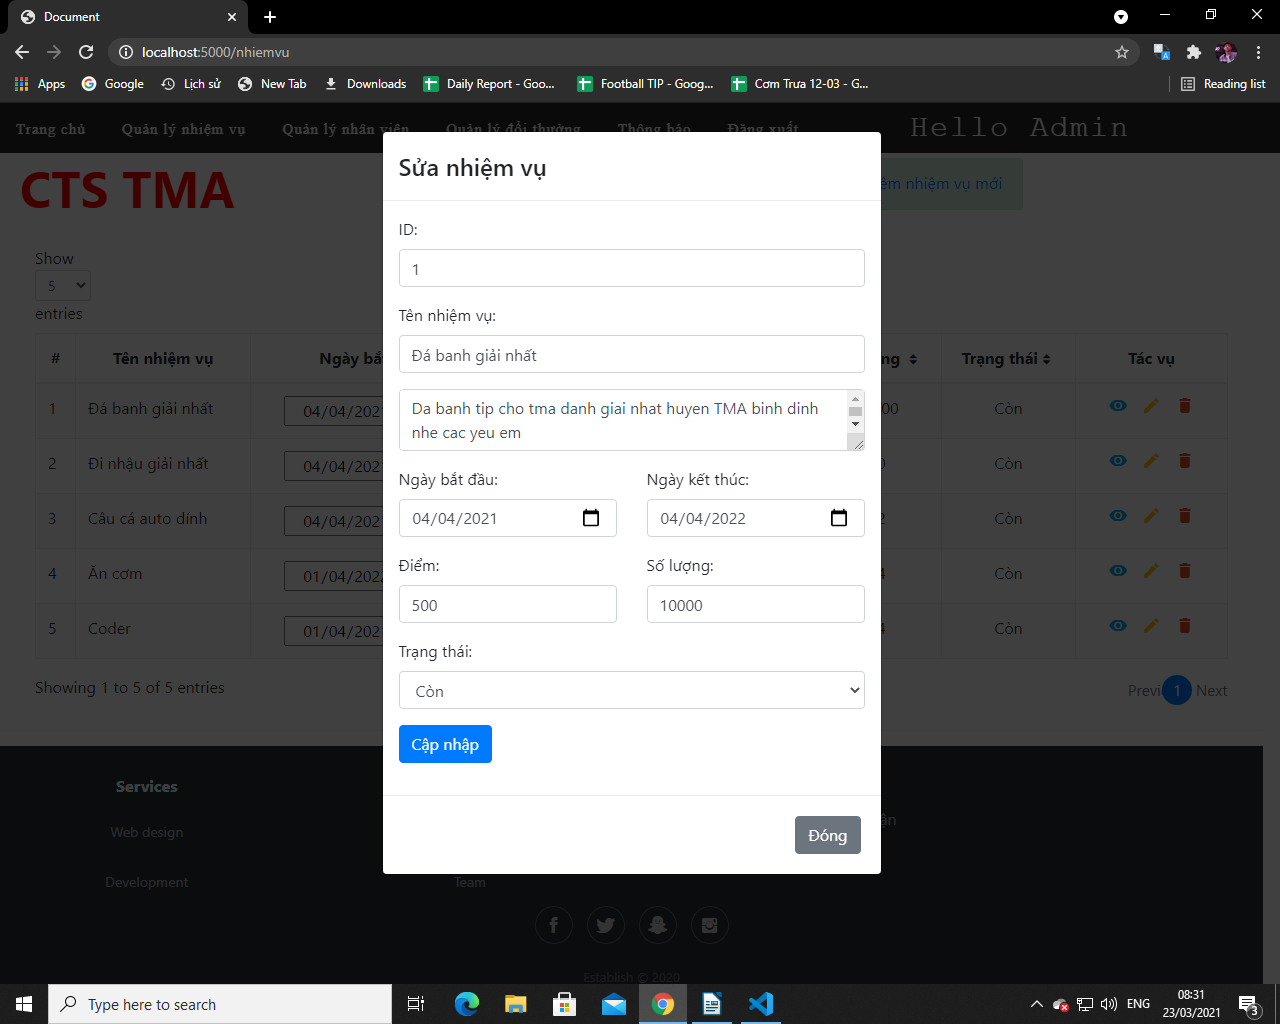 Document
localhost:5000/nhiemvu
Apps
Google
Lịch sử
New Tab
Downloads
Daily Report - Goo...
Football TIP - Goog...
Cơm Trưa 12-03 - G...
Reading list
Trang chủ
Quản lý nhiệm vụ
Quản lý nhân viên
Quản lý đổi thưởng
Thông báo
Đăng xuất
Hello Admin
CTS TMA
êm nhiệm vụ mới
Show
5
entries
#
Tên nhiệm vụ
Ngày bắ
ng
Trạng thái
Tác vụ
1
Đá banh giải nhất
04/04/2021
00
Còn
2
Đi nhậu giải nhất
04/04/2021
0
Còn
3
Câu cá auto dính
04/04/2021
2
Còn
4
Ăn cơm
01/04/2022
4
Còn
5
Coder
01/04/2021
4
Còn
Showing 1 to 5 of 5 entries
Previ
1
Next
Sửa nhiệm vụ
ID:
1
Tên nhiệm vụ:
Đá banh giải nhất
Da banh tip cho tma danh giai nhat huyen TMA binh dinh
nhe cac yeu em
Ngày bắt đầu:
Ngày kết thúc:
04/04/2021
04/04/2022
Điểm:
Số lượng:
500
10000
Trạng thái:
Còn
Cập nhập
Đóng
Services
Web design
Development
Team
ận
Establish © 2020
Type here to search
ENG
08:31
23/03/2021
3